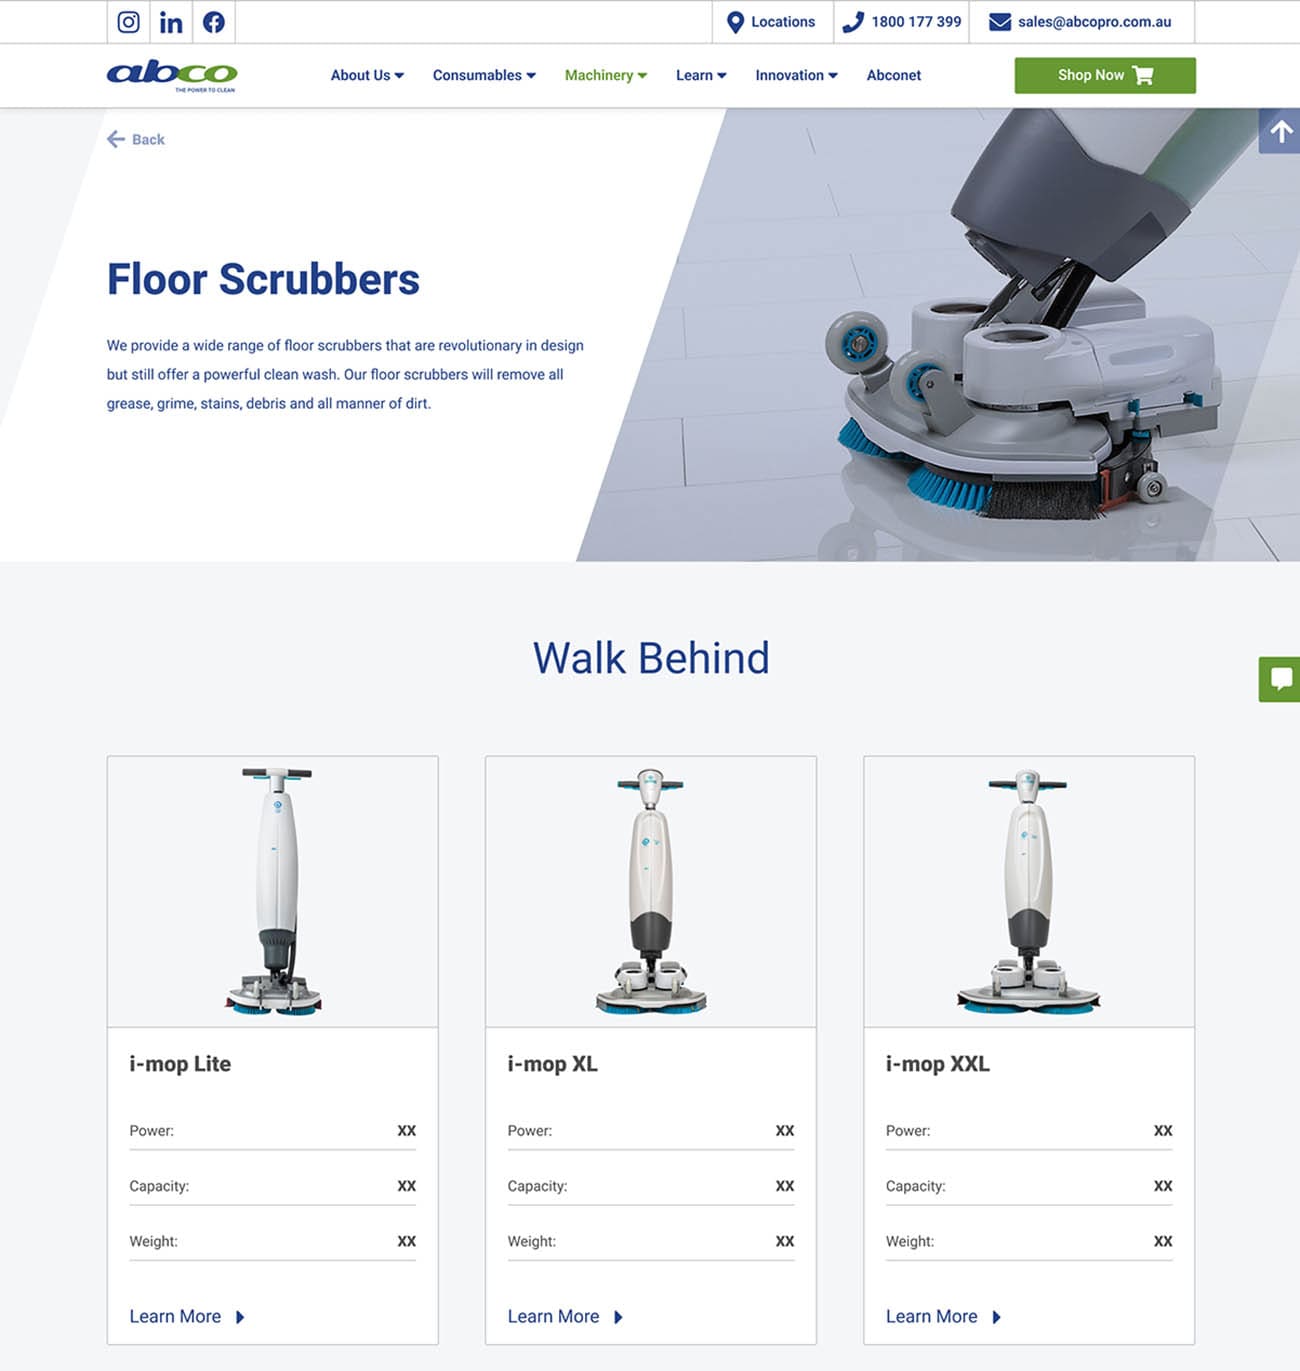 Locations
1800 177 399
sales@abcopro.com.au
abco
THE POWER TO CLEAN
About Us
Consumables
Machinery
Learn
Innovation
Abconet
Shop Now
Back
Floor Scrubbers
We provide a wide range of floor scrubbers that are revolutionary in design
but still offer a powerful clean wash. Our floor scrubbers will remove all
grease, grime, stains, debris and all manner of dirt.
Walk Behind
i-mop Lite
Power: XX
Capacity: XX
Weight: XX
Learn More
i-mop XL
Power: XX
Capacity: XX
Weight: XX
Learn More
i-mop XXL
Power: XX
Capacity: XX
Weight: XX
Learn More